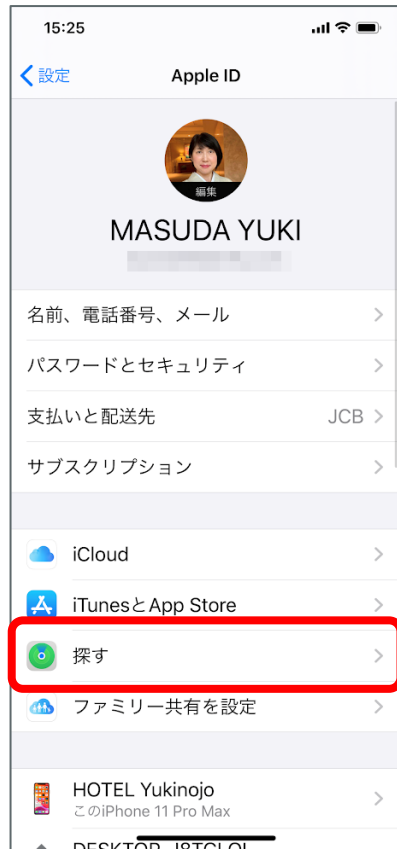 15:25
設定
Apple ID
編集
MASUDA YUKI
名前、電話番号、メール
パスワードとセキュリティ
支払いと配送先
JCB
サブスクリプション
iCloud
iTunesとApp Store
探す
ファミリー共有を設定
HOTEL Yukinojo
このiPhone 11 Pro Max